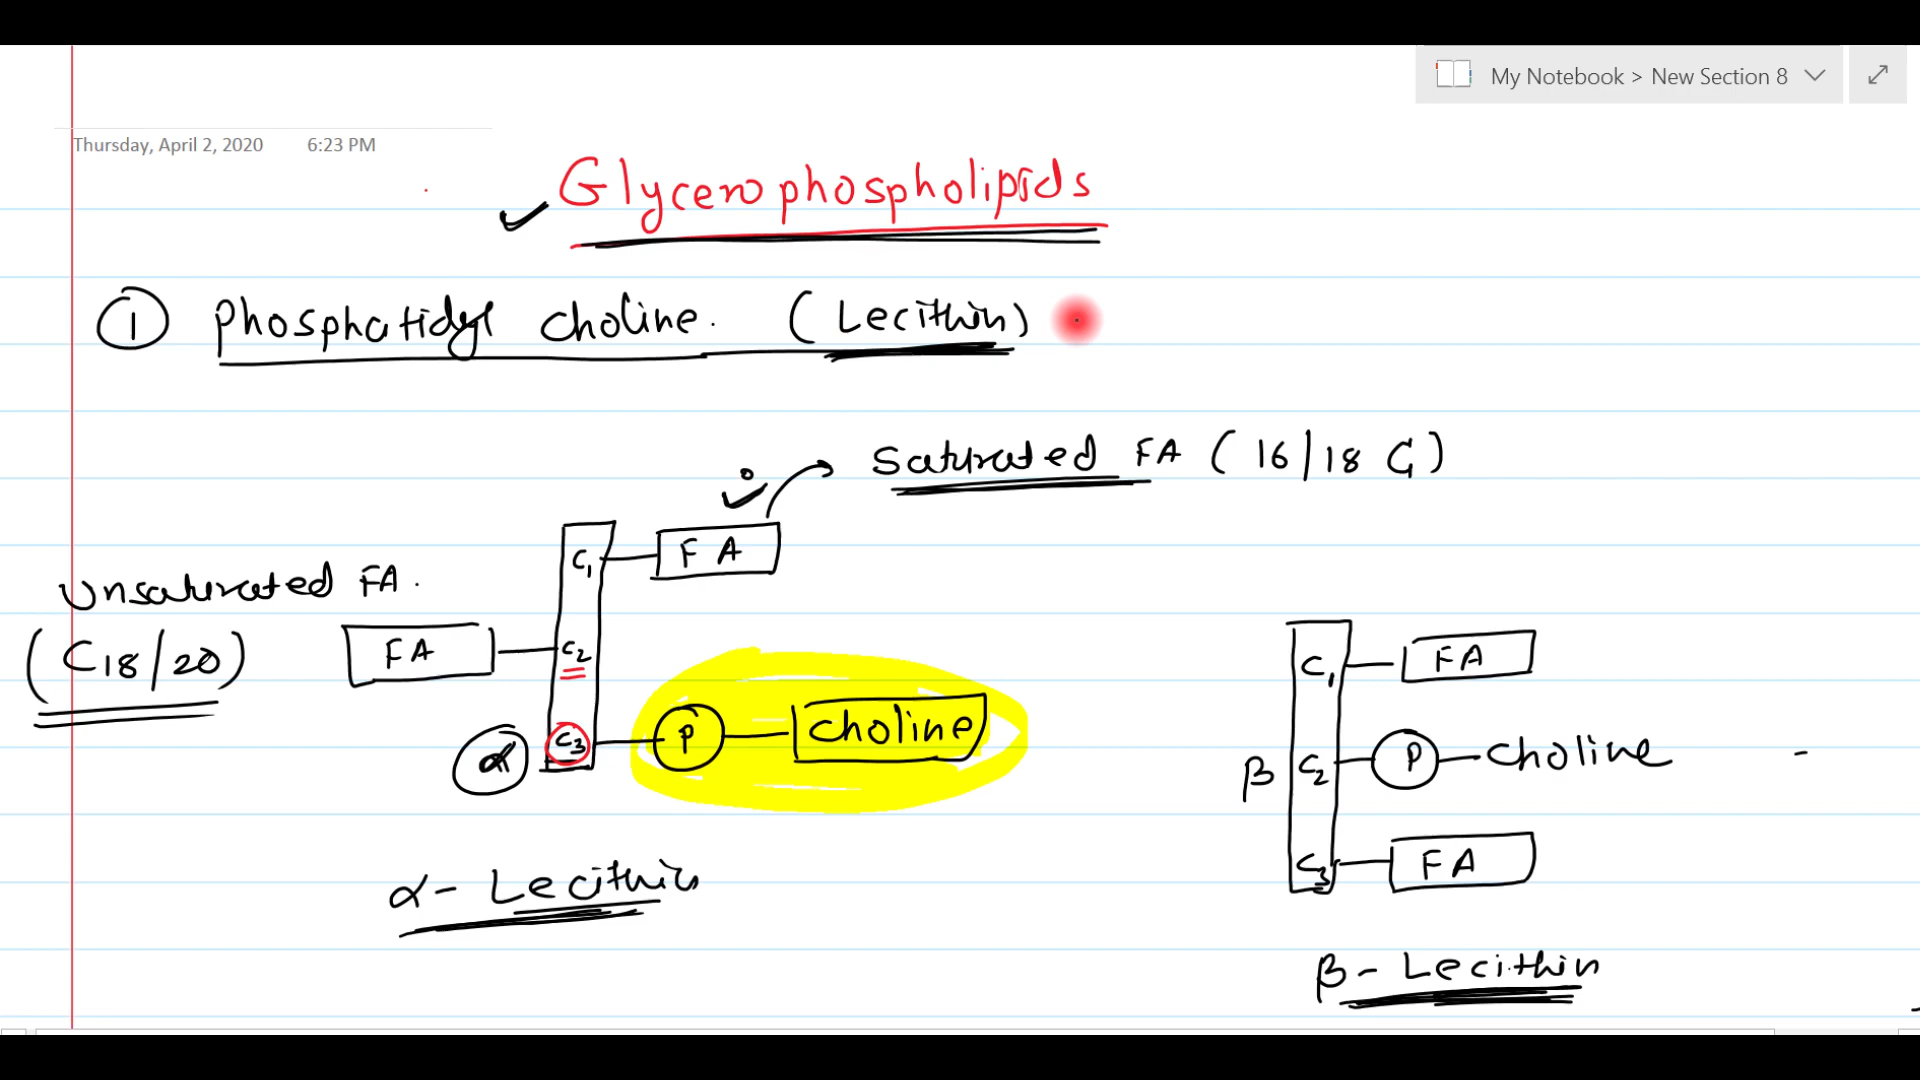 My Notebook > New Section 8
Thursday, April 2, 2020 6:23 PM
Glycerophospholipids
① Phosphatidyl choline. (Lecithin)
Saturated FA (16/18 C)
C1 FA
Unsaturated FA.
(C18/20) FA C2
α C3 P choline
α- Lecithin
C1 FA
β C2 P choline
C3 FA
β- Lecithin